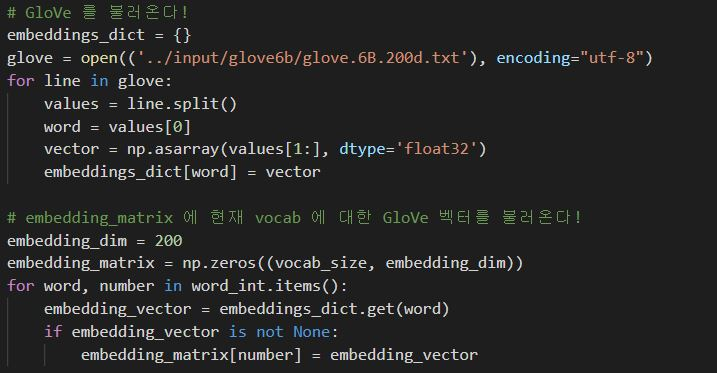 # GloVe 를 불러온다!
embeddings_dict = {}
glove = open(('../input/glove6b/glove.6B.200d.txt'), encoding="utf-8")
for line in glove:
    values = line.split()
    word = values[0]
    vector = np.asarray(values[1:], dtype='float32')
    embeddings_dict[word] = vector

# embedding_matrix 에 현재 vocab 에 대한 GloVe 벡터를 불러온다!
embedding_dim = 200
embedding_matrix = np.zeros((vocab_size, embedding_dim))
for word, number in word_int.items():
    embedding_vector = embeddings_dict.get(word)
    if embedding_vector is not None:
        embedding_matrix[number] = embedding_vector